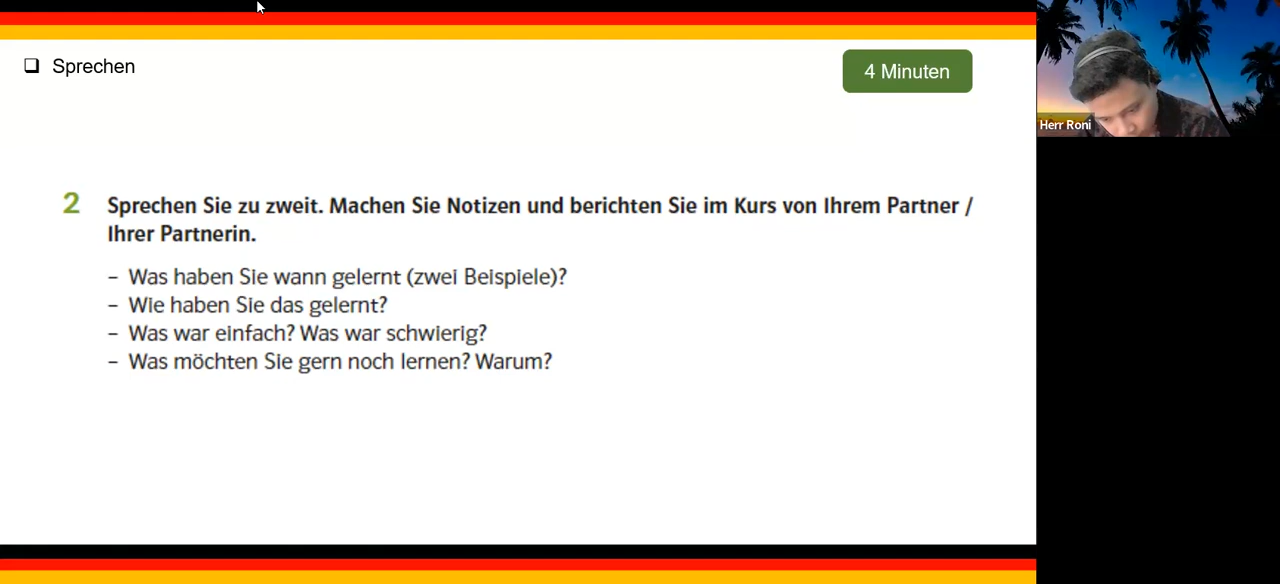 Sprechen
4 Minuten
Herr Roni
2 Sprechen Sie zu zweit. Machen Sie Notizen und berichten Sie im Kurs von Ihrem Partner /
Ihrer Partnerin.
– Was haben Sie wann gelernt (zwei Beispiele)?
– Wie haben Sie das gelernt?
– Was war einfach? Was war schwierig?
– Was möchten Sie gern noch lernen? Warum?